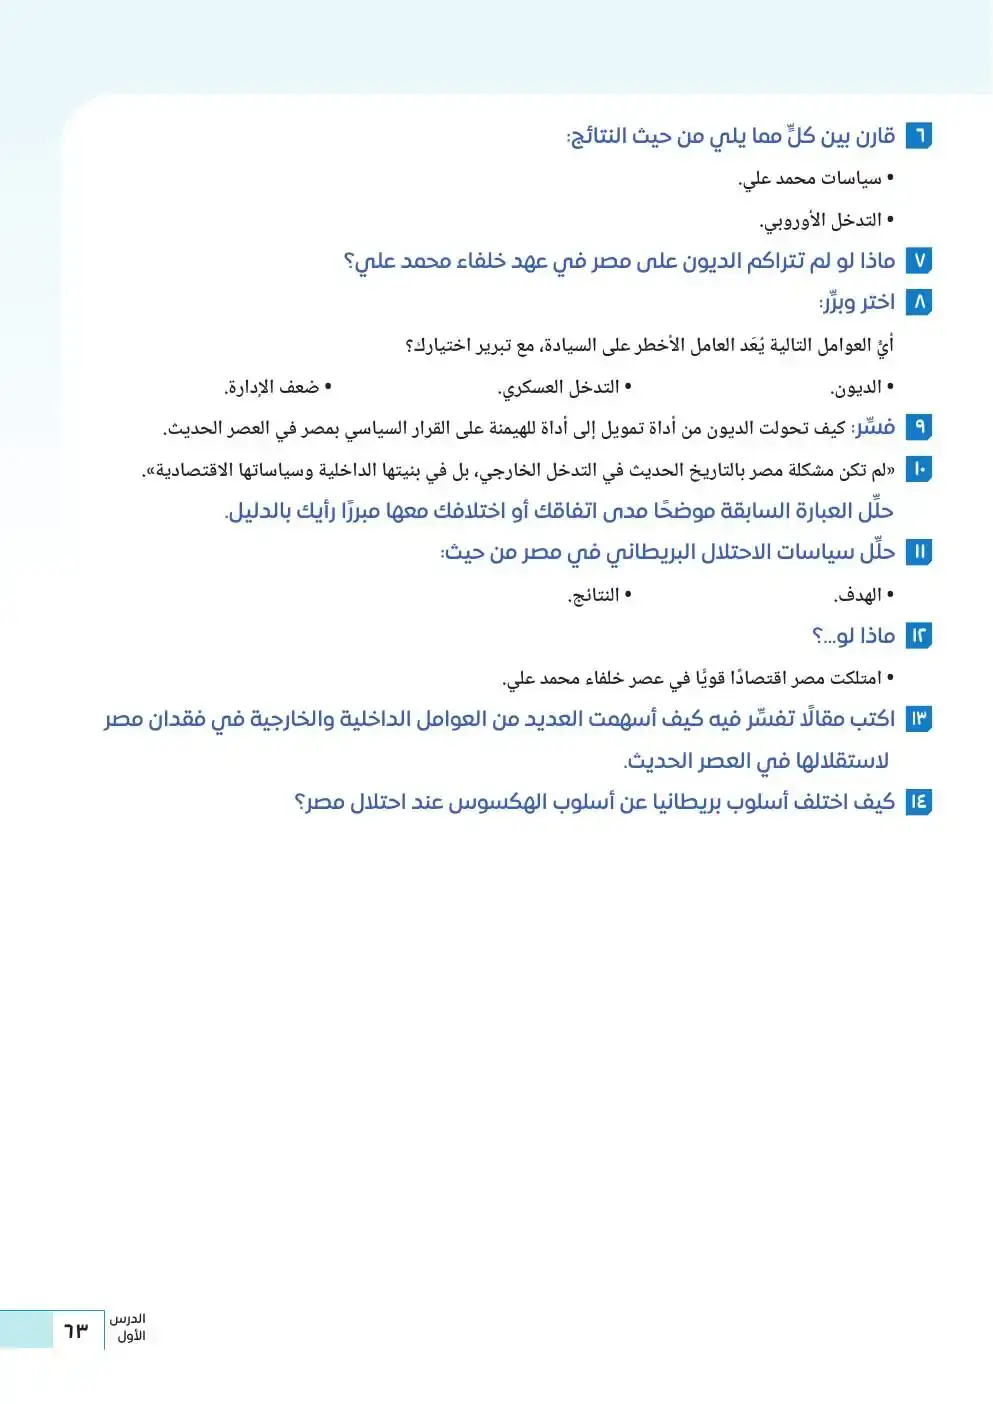 ٦ قارن بين كلٍّ مما يلي من حيث النتائج:
• سياسات محمد علي.
• التدخل الأوروبي.
٧ ماذا لو لم تتراكم الديون على مصر في عهد خلفاء محمد علي؟
٨ اختر وبرِّر:
أيُّ العوامل التالية يُعَد العامل الأخطر على السيادة، مع تبرير اختيارك؟
• الديون. • التدخل العسكري. • ضعف الإدارة.
٩ فسِّر: كيف تحولت الديون من أداة تمويل إلى أداة للهيمنة على القرار السياسي بمصر في العصر الحديث.
١٠ «لم تكن مشكلة مصر بالتاريخ الحديث في التدخل الخارجي، بل في بنيتها الداخلية وسياساتها الاقتصادية».
حلِّل العبارة السابقة موضحًا مدى اتفاقك أو اختلافك معها مبررًا رأيك بالدليل.
١١ حلِّل سياسات الاحتلال البريطاني في مصر من حيث:
• الهدف. • النتائج.
١٢ ماذا لو...؟
• امتلكت مصر اقتصادًا قويًّا في عصر خلفاء محمد علي.
١٣ اكتب مقالًا تفسِّر فيه كيف أسهمت العديد من العوامل الداخلية والخارجية في فقدان مصر
لاستقلالها في العصر الحديث.
١٤ كيف اختلف أسلوب بريطانيا عن أسلوب الهكسوس عند احتلال مصر؟
الدرس
الأول
٦٣